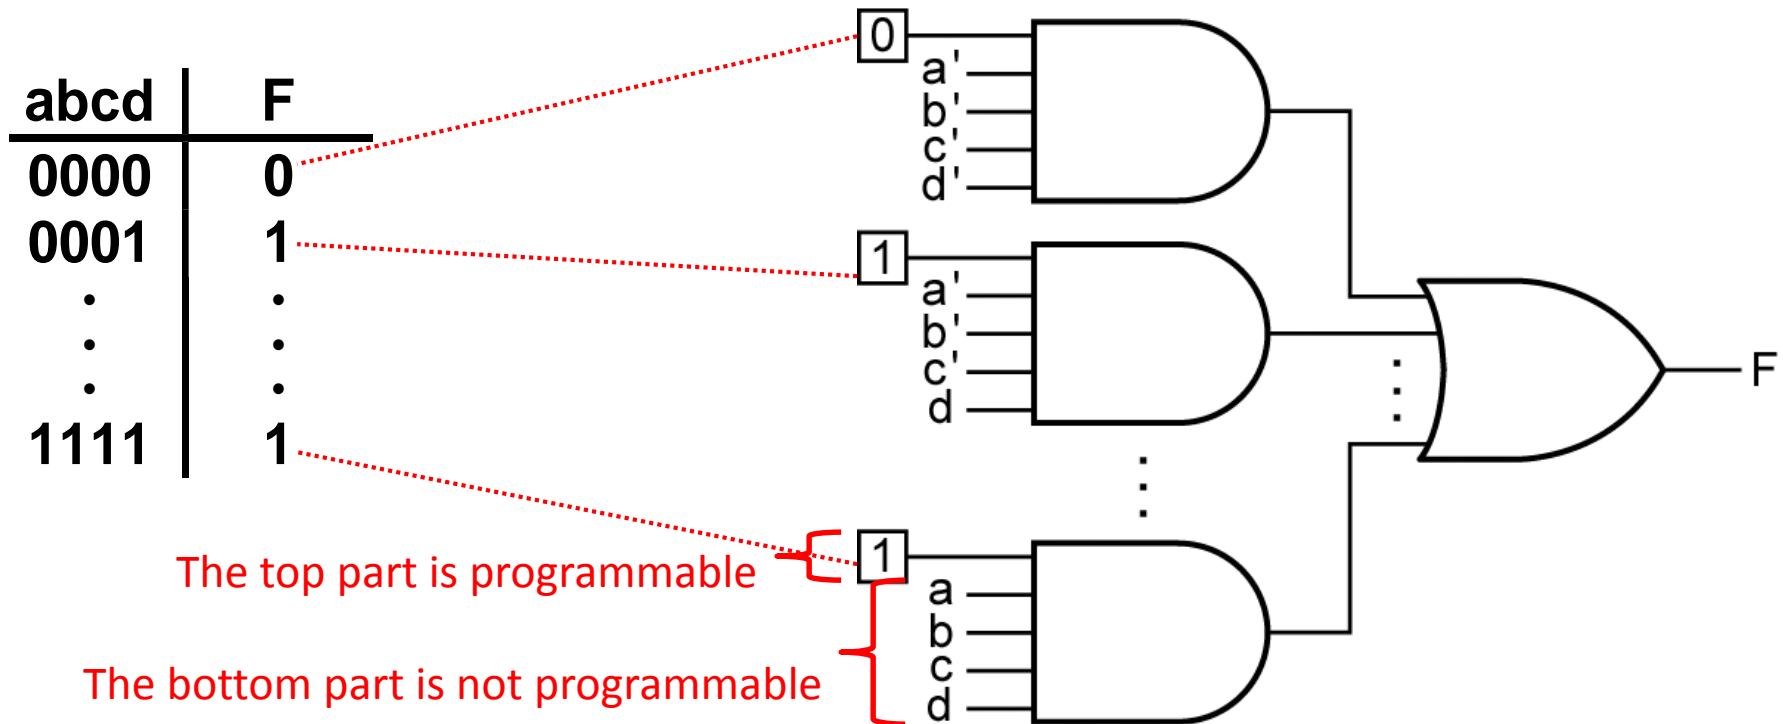 abcd F
0000 0
0001 1
. .
. .
. .
1111 1
0
a'
b'
c'
d'
1
a'
b'
c'
d
.
.
.
1
a
b
c
d
.
.
.
F
The top part is programmable
The bottom part is not programmable